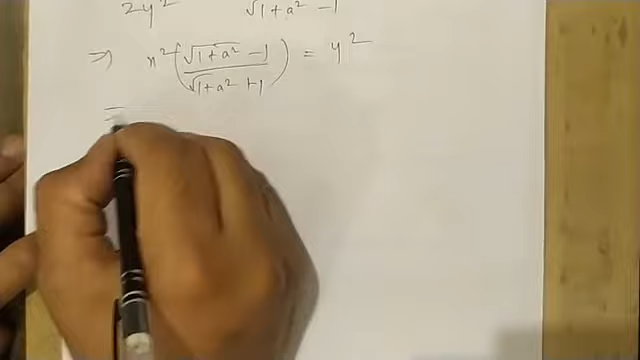 2y² √1+a² -1
⇒ x² (√1+a² -1 / √1+a² +1) = y²